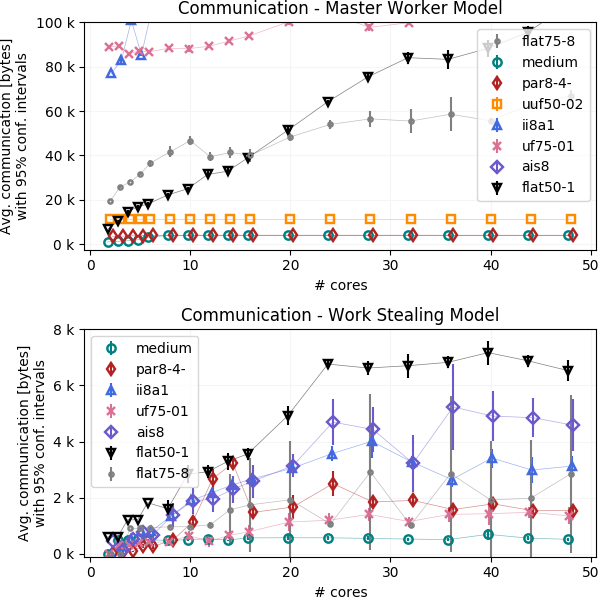 Communication - Master Worker Model
Avg. communication [bytes]
with 95% conf. intervals
100 k
80 k
60 k
40 k
20 k
0 k
flat75-8
medium
par8-4-
uuf50-02
ii8a1
uf75-01
ais8
flat50-1
0
10
20
30
40
50
# cores
Communication - Work Stealing Model
Avg. communication [bytes]
with 95% conf. intervals
8 k
6 k
4 k
2 k
0 k
medium
par8-4-
ii8a1
uf75-01
ais8
flat50-1
flat75-8
0
10
20
30
40
50
# cores